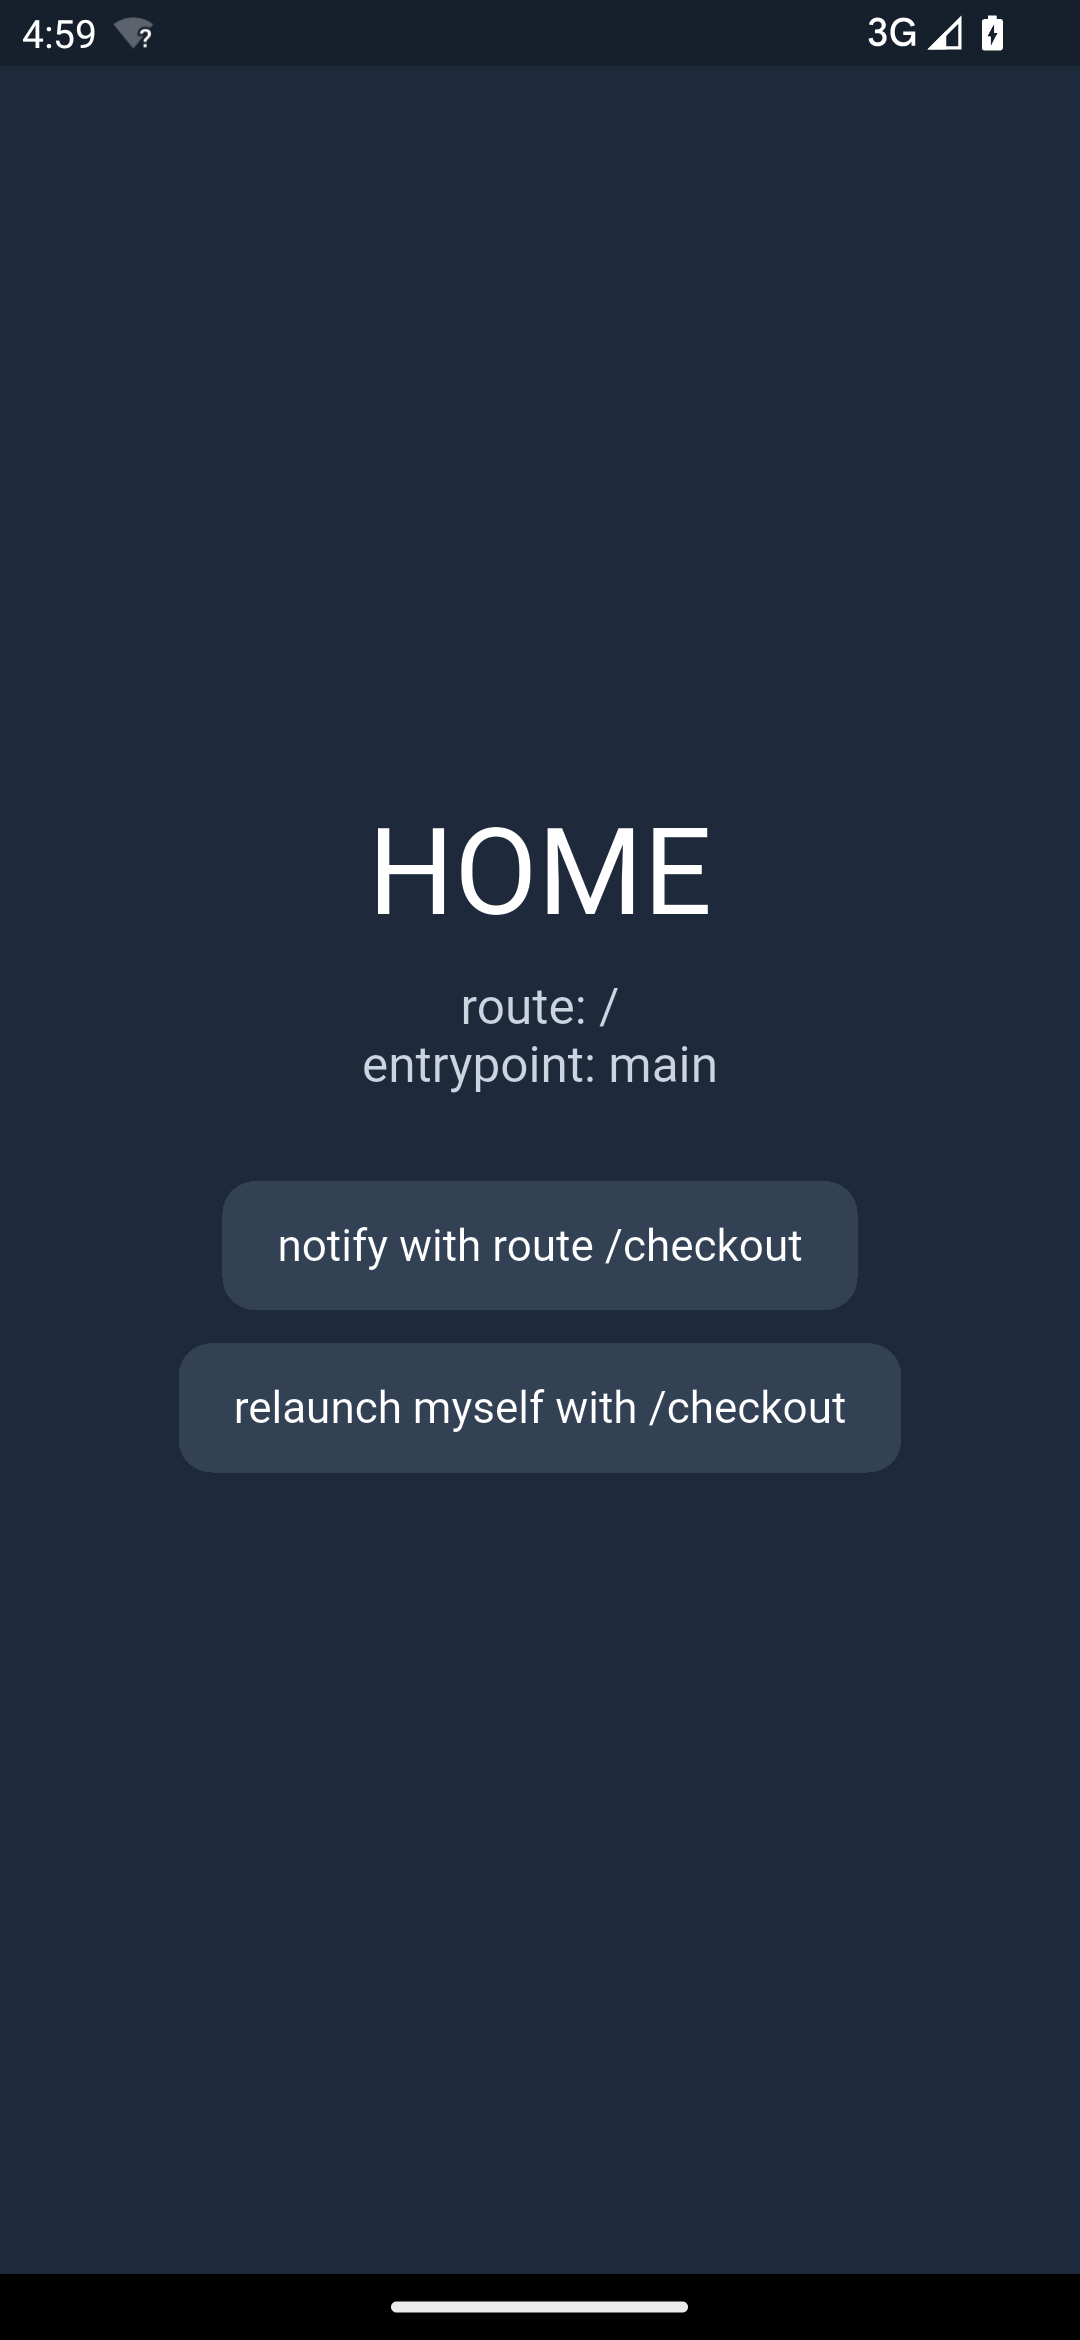 4:59
3G
HOME
route: /
entrypoint: main
notify with route /checkout
relaunch myself with /checkout